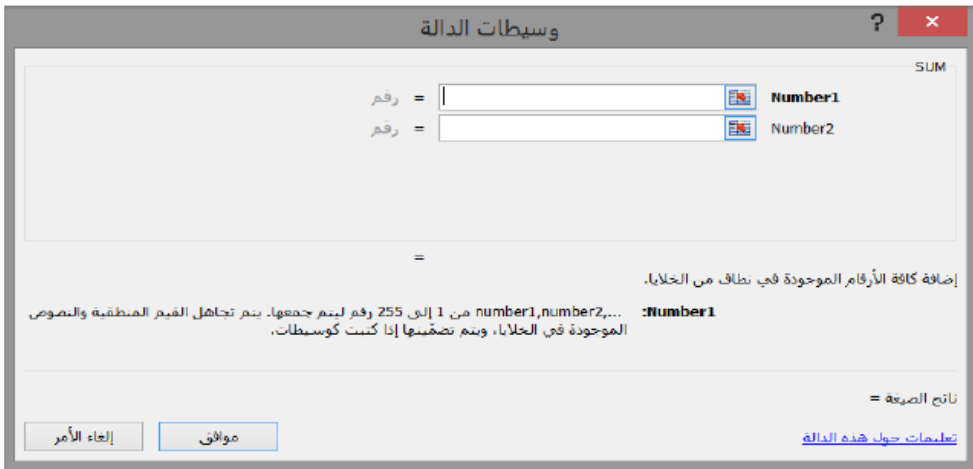 وسيطات الدالة
SUM
Number1 = رقم
Number2 = رقم
=
إضافة كافة الأرقام الموجودة في نطاق من الخلايا.
Number1: number1,number2,... من 1 إلى 255 رقم ليتم جمعها. يتم تجاهل القيم المنطقية والنصوص
الموجودة في الخلايا، ويتم تضمّينها إذا كتبت كوسيطات.
ناتج الصيغة =
تعليمات حول هذه الدالة
موافق
إلغاء الأمر